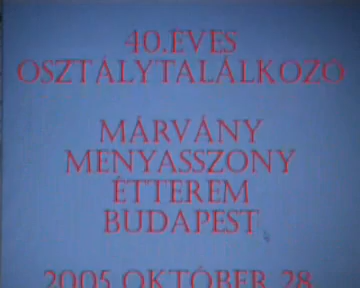 40.ÉVES
OSZTÁLYTALÁLKOZÓ
MÁRVÁNY
MENYASSZONY
ÉTTEREM
BUDAPEST
2005.OKTÓBER 28.